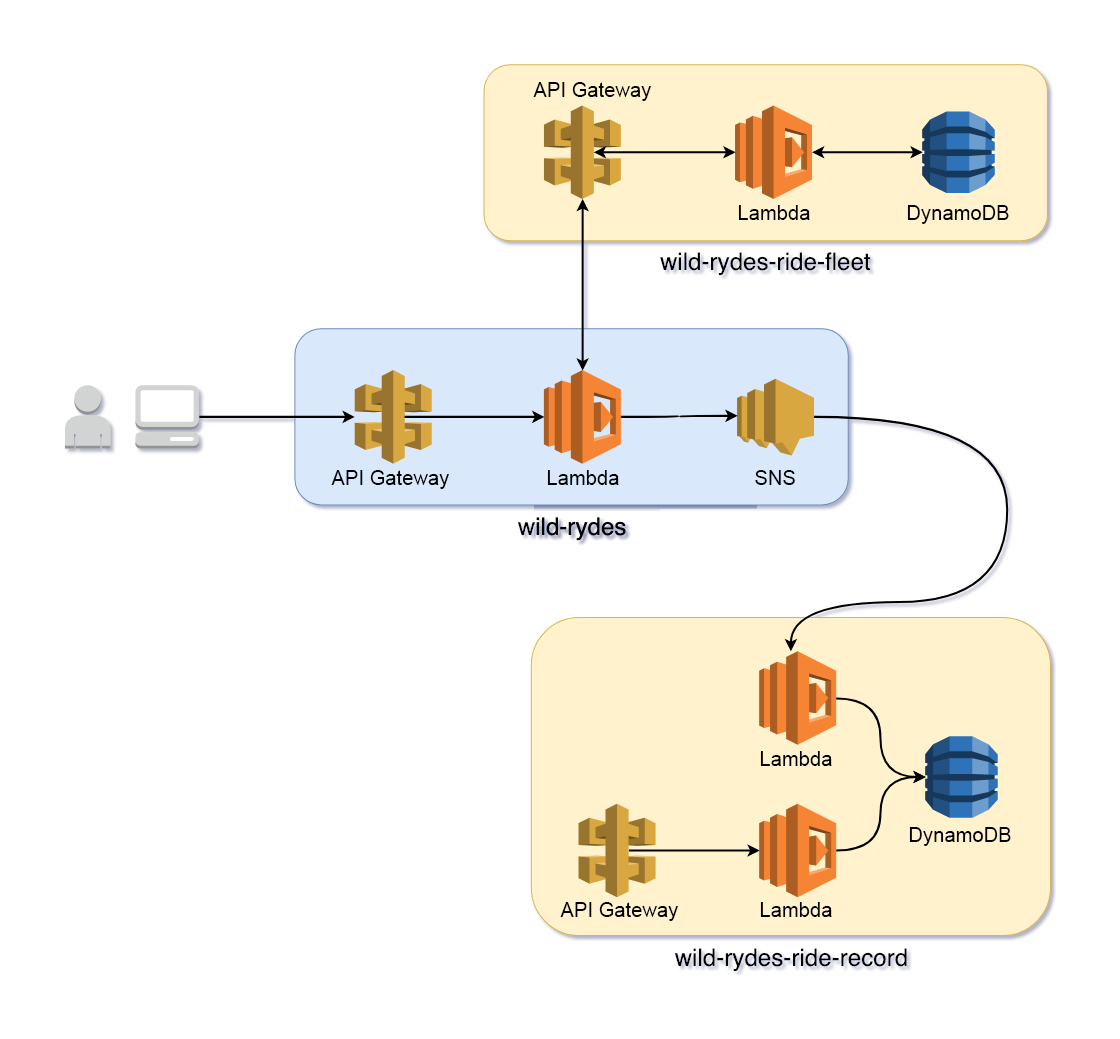 API Gateway
Lambda
DynamoDB
wild-rydes-ride-fleet
API Gateway
Lambda
SNS
wild-rydes
Lambda
DynamoDB
API Gateway
Lambda
wild-rydes-ride-record